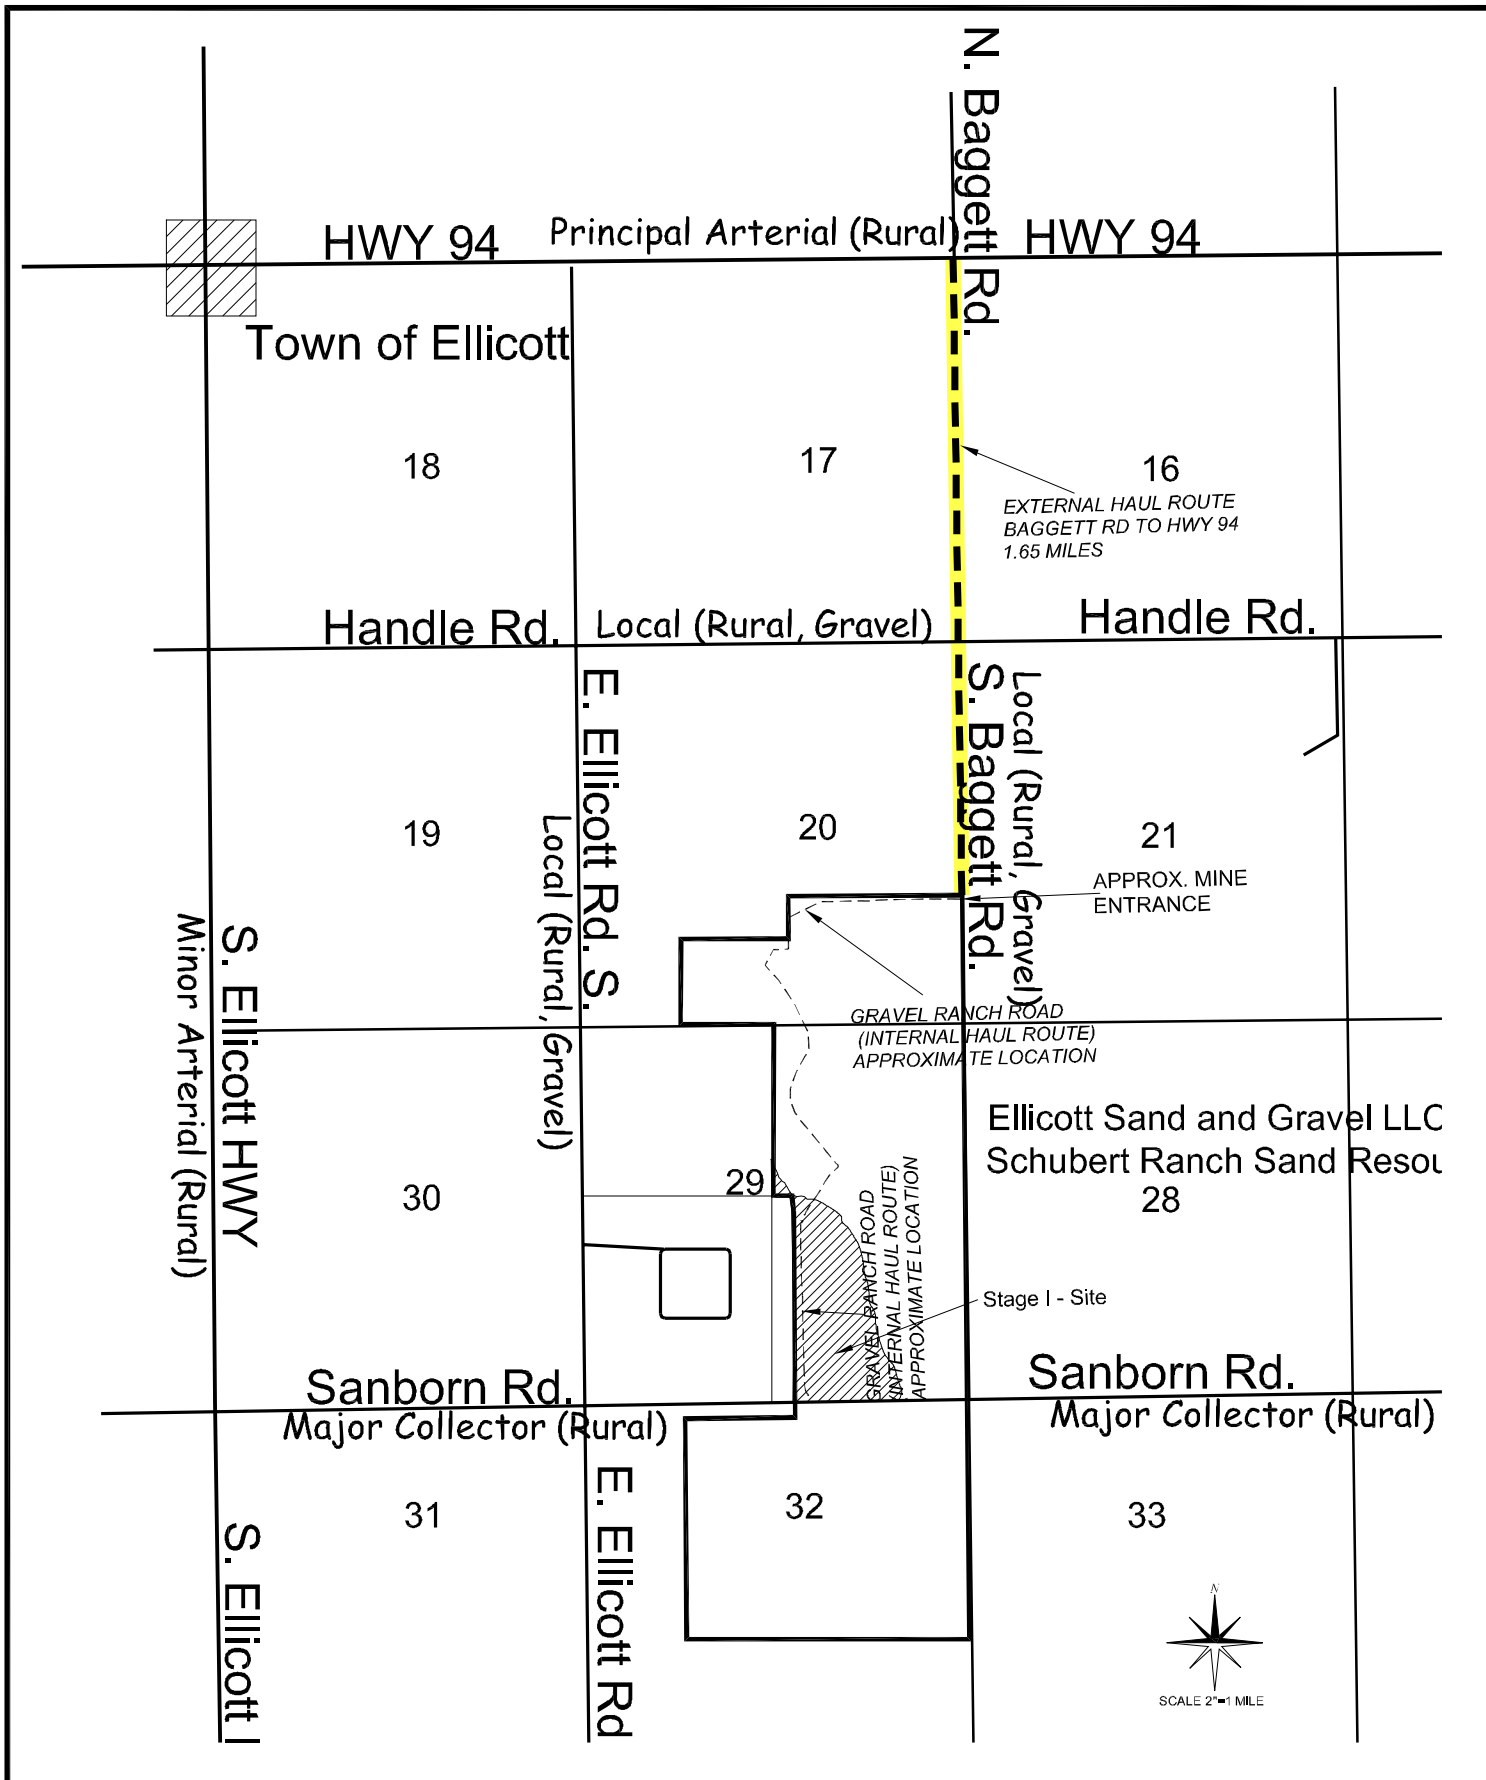 N. Baggett Rd.
HWY 94
Principal Arterial (Rural)
HWY 94
Town of Ellicott
18
17
16
EXTERNAL HAUL ROUTE
BAGGETT RD TO HWY 94
1.65 MILES
Handle Rd.
Local (Rural, Gravel)
Handle Rd.
E. Ellicott Rd. S.
Local (Rural, Gravel)
S. Baggett Rd.
Local (Rural, Gravel)
19
20
21
APPROX. MINE
ENTRANCE
S. Ellicott HWY
Minor Arterial (Rural)
GRAVEL RANCH ROAD
(INTERNAL HAUL ROUTE)
APPROXIMATE LOCATION
Ellicott Sand and Gravel LLC
Schubert Ranch Sand Resou
30
29
28
GRAVEL RANCH ROAD
(INTERNAL HAUL ROUTE)
APPROXIMATE LOCATION
Stage I - Site
Sanborn Rd.
Major Collector (Rural)
Sanborn Rd.
Major Collector (Rural)
31
32
33
S. Ellicott
E. Ellicott Rd
N
SCALE 2"=1 MILE